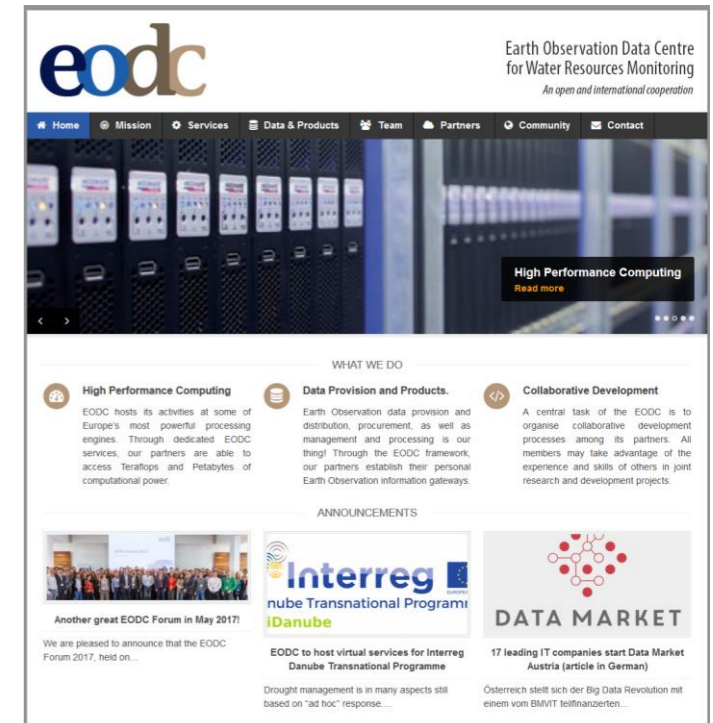 eodc
Earth Observation Data Centre
for Water Resources Monitoring
An open and international cooperation
Home Mission Services Data & Products Team Partners Community Contact
High Performance Computing
Read more
WHAT WE DO
High Performance Computing
EODC hosts its activities at some of
Europe's most powerful processing
engines. Through dedicated EODC
services, our partners are able to
access Teraflops and Petabytes of
computational power.
Data Provision and Products.
Earth Observation data provision and
distribution, procurement, as well as
management and processing is our
thing! Through the EODC framework,
our partners establish their personal
Earth Observation information gateways.
Collaborative Development
A central task of the EODC is to
organise collaborative development
processes among its partners. All
members may take advantage of the
experience and skills of others in joint
research and development projects.
ANNOUNCEMENTS
Another great EODC Forum in May 2017!
We are pleased to announce that the EODC
Forum 2017, held on...
Interreg
nube Transnational Programm
iDanube
EODC to host virtual services for Interreg
Danube Transnational Programme
Drought management is in many aspects still
based on "ad hoc" response....
DATA MARKET
17 leading IT companies start Data Market
Austria (article in German)
Österreich stellt sich der Big Data Revolution mit
einem vom BMVIT teilfinanzierten...